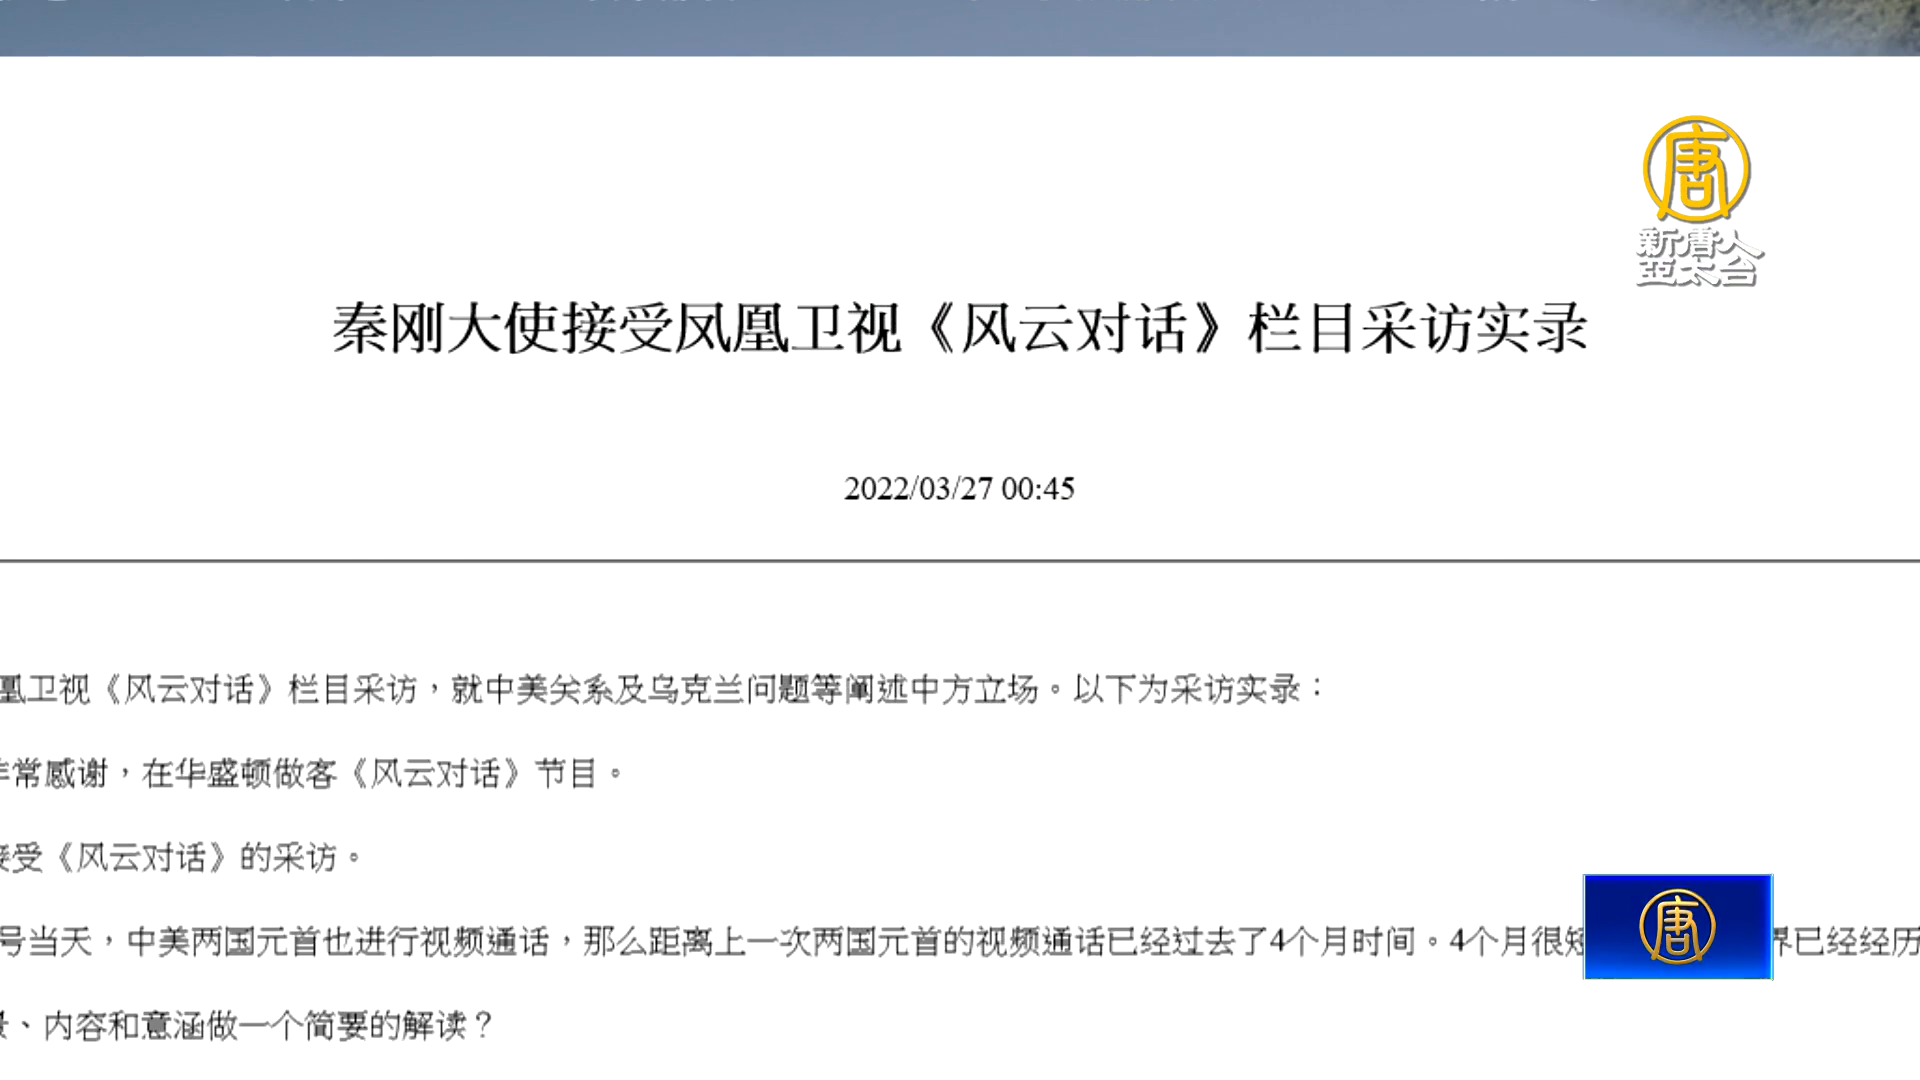 唐
新唐人
亞太台
秦刚大使接受凤凰卫视《风云对话》栏目采访实录
2022/03/27 00:45
凰卫视《风云对话》栏目采访，就中美关系及乌克兰问题等阐述中方立场。以下为采访实录：
非常感谢，在华盛顿做客《风云对话》节目。
接受《风云对话》的采访。
号当天，中美两国元首也进行视频通话，那么距离上一次两国元首的视频通话已经过去了4个月时间。4个月很短 界已经经历
唐
、内容和意涵做一个简要的解读？